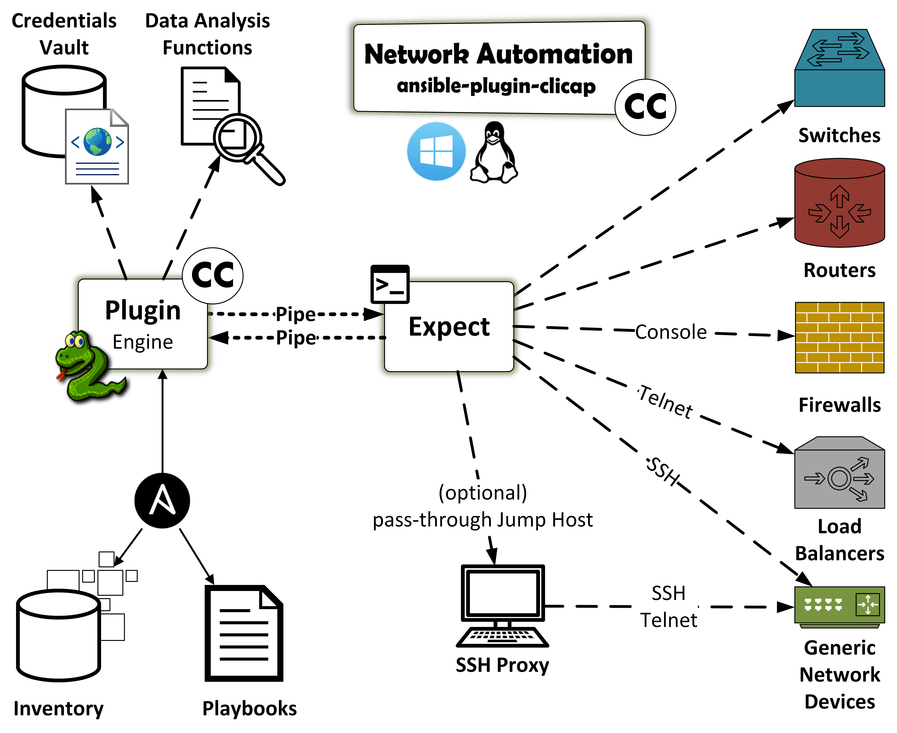 Credentials
Vault
Data Analysis
Functions
Network Automation
ansible-plugin-clicap
CC
Switches
Routers
CC
Plugin
Engine
Pipe
Pipe
>_
Expect
Console
Firewalls
Telnet
SSH
(optional)
pass-through Jump Host
Load
Balancers
SSH
Telnet
SSH Proxy
Generic
Network
Devices
Inventory
Playbooks